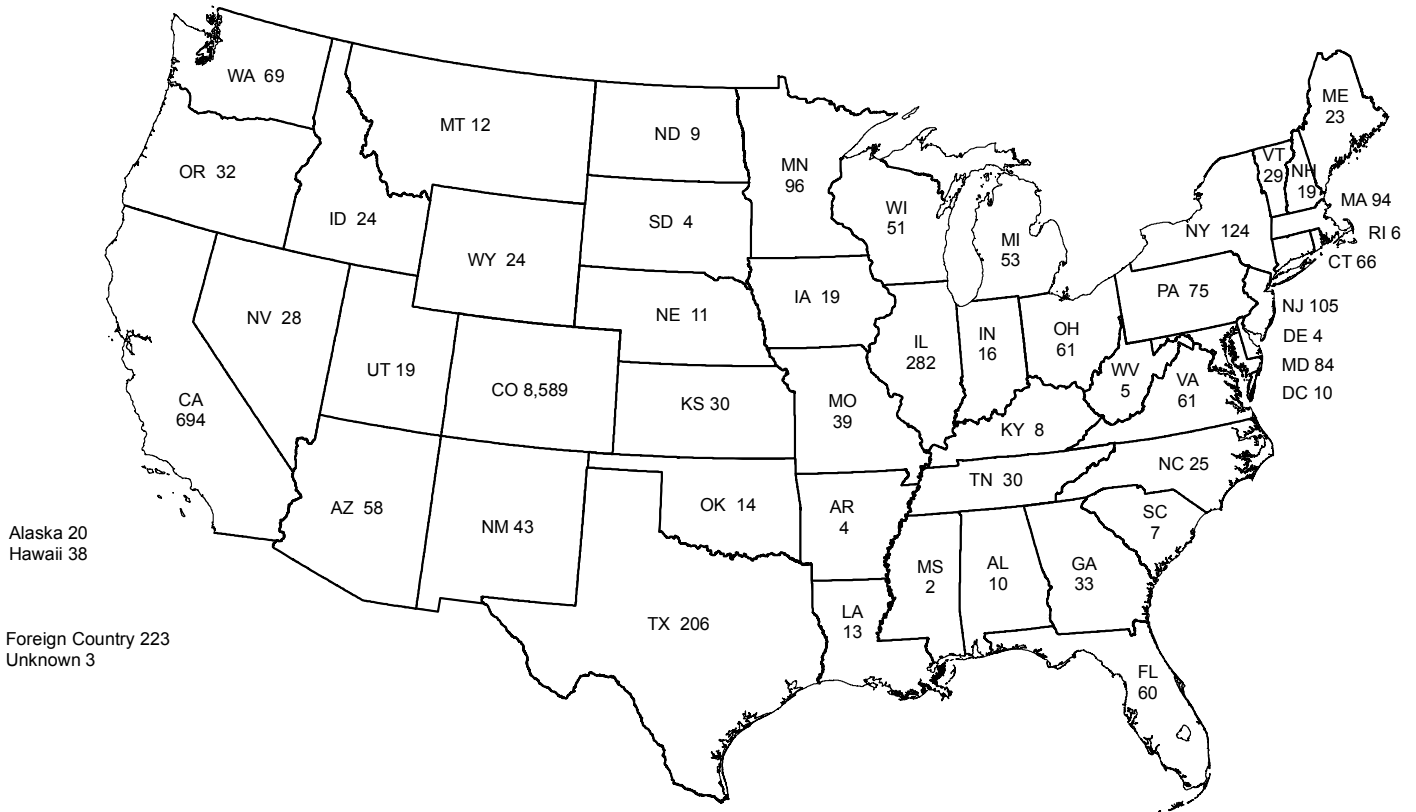 WA 69
MT 12
ND 9
MN
96
OR 32
ID 24
WY 24
SD 4
WI
51
MI
53
NY 124
VT
29
NH
19
ME
23
MA 94
RI 6
CT 66
NV 28
UT 19
CO 8,589
NE 11
IA 19
IL
282
IN
16
OH
61
PA 75
NJ 105
DE 4
MD 84
DC 10
CA
694
KS 30
MO
39
KY 8
WV
5
VA
61
AZ 58
NM 43
OK 14
AR
4
TN 30
NC 25
SC
7
Alaska 20
Hawaii 38
TX 206
LA
13
MS
2
AL
10
GA
33
FL
60
Foreign Country 223
Unknown 3